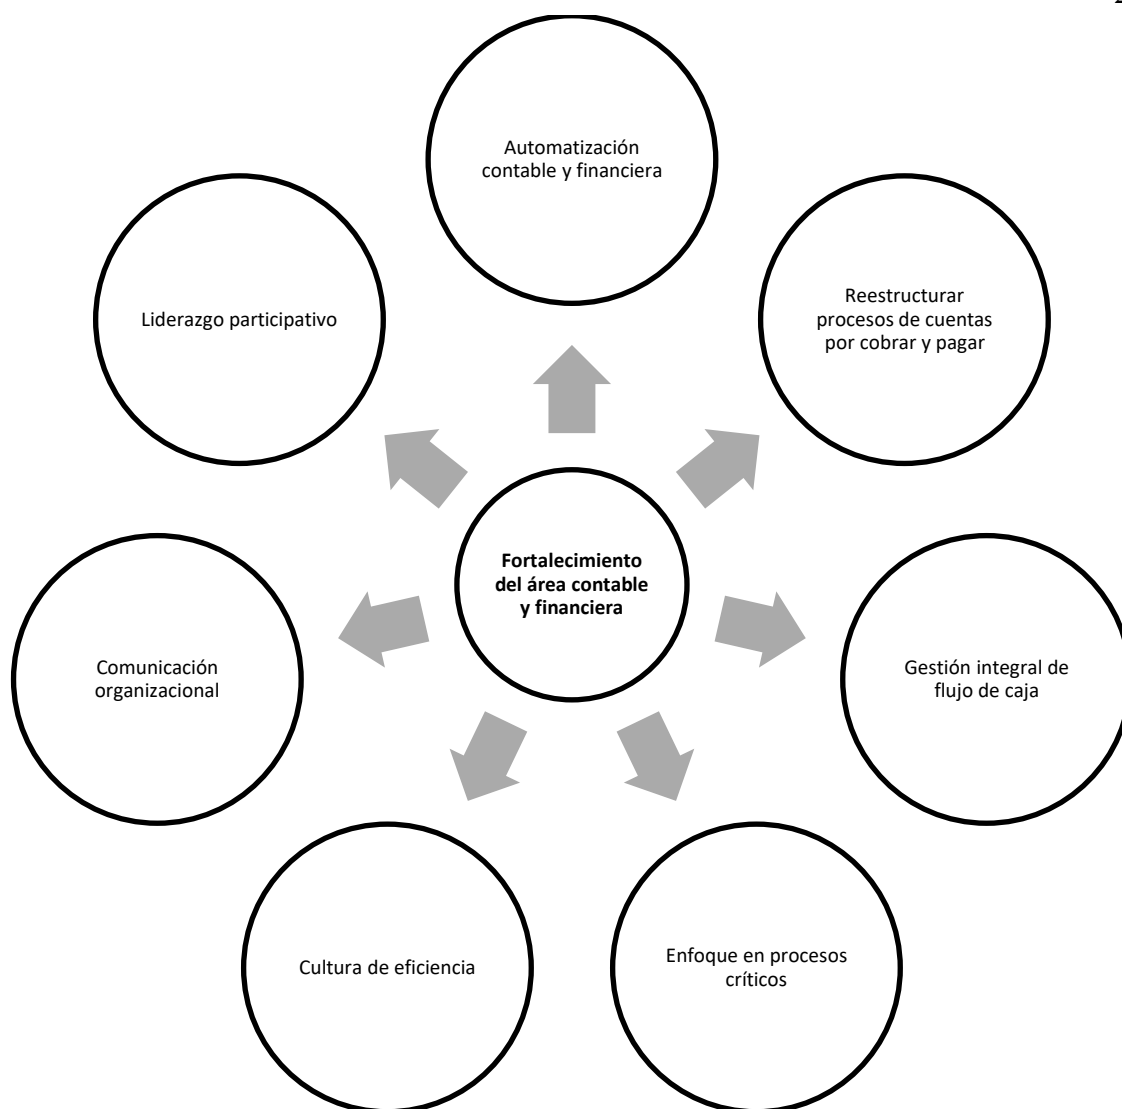 Automatización
contable y financiera
Reestructurar
procesos de cuentas
por cobrar y pagar
Gestión integral de
flujo de caja
Enfoque en procesos
críticos
Cultura de eficiencia
Comunicación
organizacional
Liderazgo participativo
Fortalecimiento
del área contable
y financiera